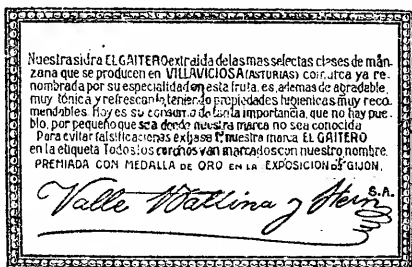 Nuestra sidra EL GAITERO extraida de las mas selectas clases de man-
zana que se producen en VILLAVICIOSA (ASTURIAS) comarca ya re-
nombrada por su especialidad en esta fruta. es, ademas de agradable,
muy tónica y refrescante, teniendo propiedades higienicas muy reco-
mendables. Hoy es su consumo de tanta importancia, que no hay pue-
blo, por pequeño que sea donde nuestra marca no sea conocida
Para evitar falsificaciones exijase nuestra marca EL GAITERO
en la etiqueta Todos los corchos van marcados con nuestro nombre.
PREMIADA CON MEDALLA DE ORO EN LA EXPOSICION DE GIJON.
Valle Ballina y Fern S.A.